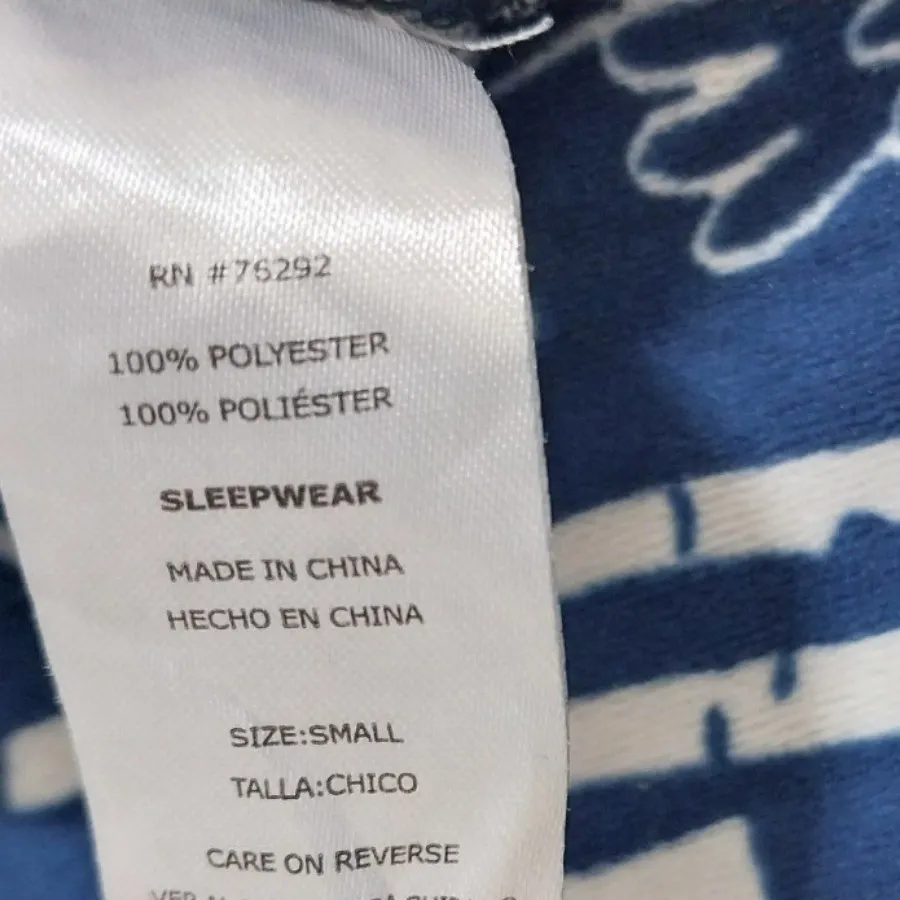 RN #76292
100% POLYESTER
100% POLIÉSTER
SLEEPWEAR
MADE IN CHINA
HECHO EN CHINA
SIZE:SMALL
TALLA:CHICO
CARE ON REVERSE
VER